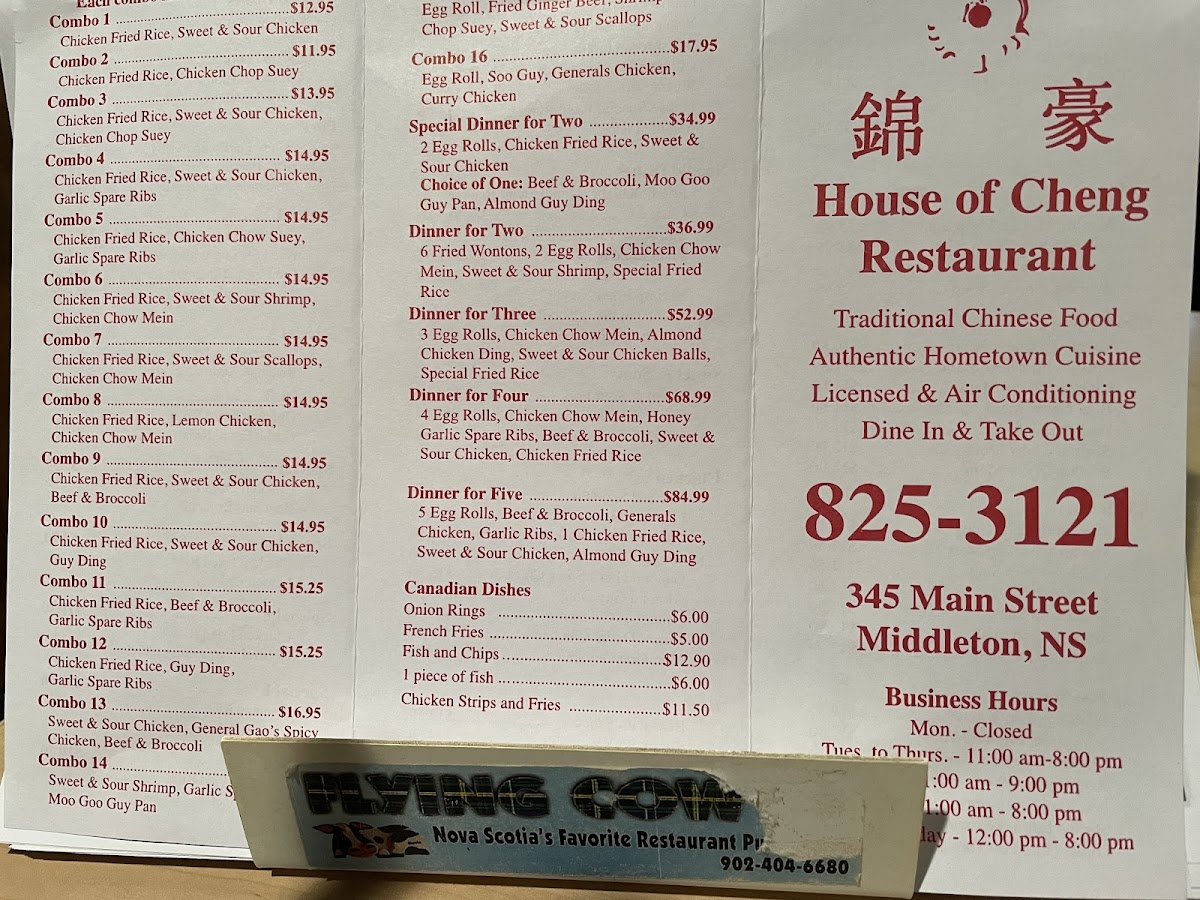 Each combo
Combo 1 ........ $12.95
Chicken Fried Rice, Sweet & Sour Chicken
Combo 2 ........ $11.95
Chicken Fried Rice, Chicken Chop Suey
Combo 3 ........ $13.95
Chicken Fried Rice, Sweet & Sour Chicken,
Chicken Chop Suey
Combo 4 ........ $14.95
Chicken Fried Rice, Sweet & Sour Chicken,
Garlic Spare Ribs
Combo 5 ........ $14.95
Chicken Fried Rice, Chicken Chow Suey,
Garlic Spare Ribs
Combo 6 ........ $14.95
Chicken Fried Rice, Sweet & Sour Shrimp,
Chicken Chow Mein
Combo 7 ........ $14.95
Chicken Fried Rice, Sweet & Sour Scallops,
Chicken Chow Mein
Combo 8 ........ $14.95
Chicken Fried Rice, Lemon Chicken,
Chicken Chow Mein
Combo 9 ........ $14.95
Chicken Fried Rice, Sweet & Sour Chicken,
Beef & Broccoli
Combo 10 ........ $14.95
Chicken Fried Rice, Sweet & Sour Chicken,
Guy Ding
Combo 11 ........ $15.25
Chicken Fried Rice, Beef & Broccoli,
Garlic Spare Ribs
Combo 12 ........ $15.25
Chicken Fried Rice, Guy Ding,
Garlic Spare Ribs
Combo 13 ........ $16.95
Sweet & Sour Chicken, General Gao's Spicy
Chicken, Beef & Broccoli
Combo 14 ........
Sweet & Sour Shrimp, Garlic
Moo Goo Guy Pan
Egg Roll, Fried Ginger Beef, Shrimp
Chop Suey, Sweet & Sour Scallops
Combo 16 ........ $17.95
Egg Roll, Soo Guy, Generals Chicken,
Curry Chicken
Special Dinner for Two ........ $34.99
2 Egg Rolls, Chicken Fried Rice, Sweet &
Sour Chicken
Choice of One: Beef & Broccoli, Moo Goo
Guy Pan, Almond Guy Ding
Dinner for Two ........ $36.99
6 Fried Wontons, 2 Egg Rolls, Chicken Chow
Mein, Sweet & Sour Shrimp, Special Fried
Rice
Dinner for Three ........ $52.99
3 Egg Rolls, Chicken Chow Mein, Almond
Chicken Ding, Sweet & Sour Chicken Balls,
Special Fried Rice
Dinner for Four ........ $68.99
4 Egg Rolls, Chicken Chow Mein, Honey
Garlic Spare Ribs, Beef & Broccoli, Sweet &
Sour Chicken, Chicken Fried Rice
Dinner for Five ........ $84.99
5 Egg Rolls, Beef & Broccoli, Generals
Chicken, Garlic Ribs, 1 Chicken Fried Rice,
Sweet & Sour Chicken, Almond Guy Ding
Canadian Dishes
Onion Rings ........ $6.00
French Fries ........ $5.00
Fish and Chips ........ $12.90
1 piece of fish ........ $6.00
Chicken Strips and Fries ........ $11.50
錦 豪
House of Cheng
Restaurant
Traditional Chinese Food
Authentic Hometown Cuisine
Licensed & Air Conditioning
Dine In & Take Out
825-3121
345 Main Street
Middleton, NS
Business Hours
Mon. - Closed
Tues. to Thurs. - 11:00 am-8:00 pm
1:00 am - 9:00 pm
1:00 am - 8:00 pm
day - 12:00 pm - 8:00 pm
FLYING COW
Nova Scotia's Favorite Restaurant
902-404-6680